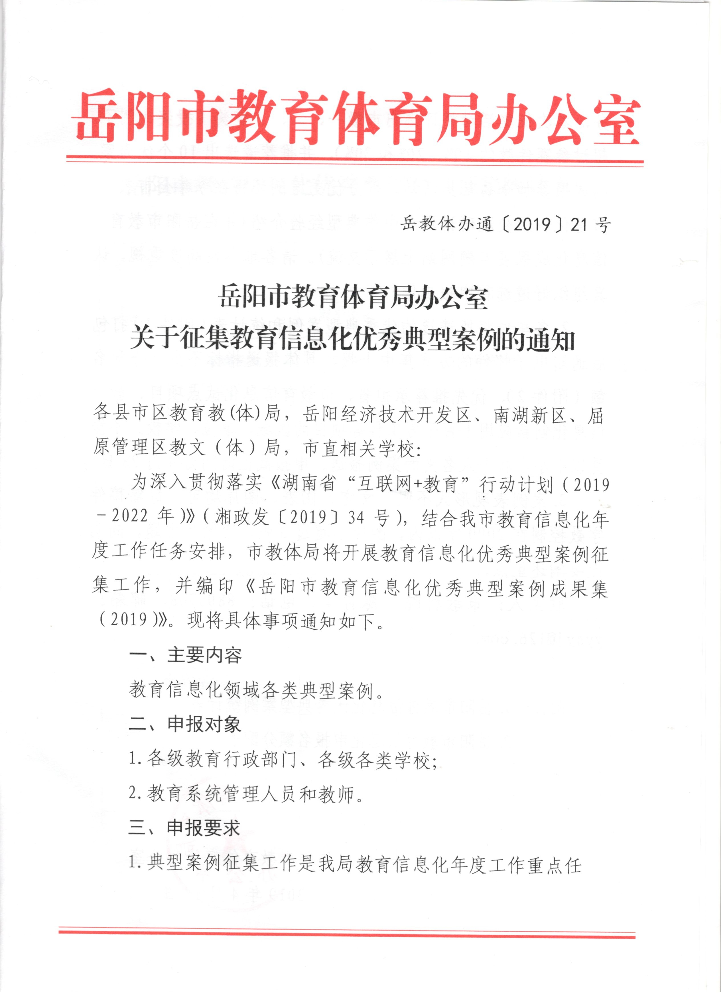 岳阳市教育体育局办公室
岳教体办通〔2019〕21 号
岳阳市教育体育局办公室
关于征集教育信息化优秀典型案例的通知
各县市区教育教(体)局，岳阳经济技术开发区、南湖新区、屈
原管理区教文（体）局，市直相关学校：
为深入贯彻落实《湖南省“互联网+教育”行动计划（2019
-2022 年)》（湘政发〔2019〕34 号），结合我市教育信息化年
度工作任务安排，市教体局将开展教育信息化优秀典型案例征
集工作，并编印《岳阳市教育信息化优秀典型案例成果集
（2019）》。现将具体事项通知如下。
一、主要内容
教育信息化领域各类典型案例。
二、申报对象
1. 各级教育行政部门、各级各类学校；
2. 教育系统管理人员和教师。
三、申报要求
1. 典型案例征集工作是我局教育信息化年度工作重点任